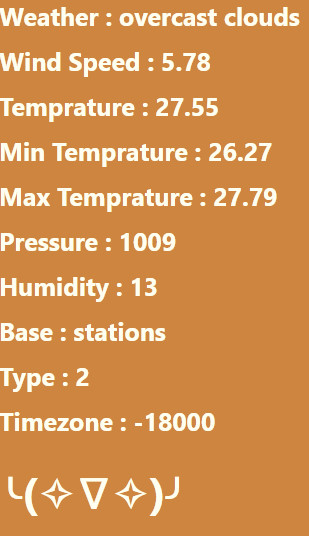 Weather : overcast clouds
Wind Speed : 5.78
Temprature : 27.55
Min Temprature : 26.27
Max Temprature : 27.79
Pressure : 1009
Humidity : 13
Base : stations
Type : 2
Timezone : -18000
╰(✧∇✧)╯